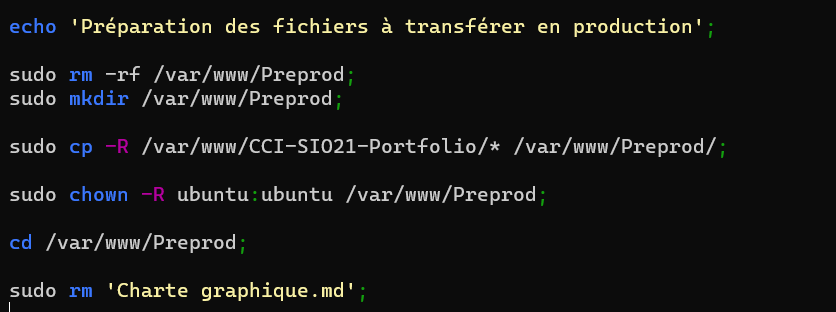 echo 'Préparation des fichiers à transférer en production';
sudo rm -rf /var/www/Preprod;
sudo mkdir /var/www/Preprod;
sudo cp -R /var/www/CCI-SIO21-Portfolio/* /var/www/Preprod/;
sudo chown -R ubuntu:ubuntu /var/www/Preprod;
cd /var/www/Preprod;
sudo rm 'Charte graphique.md';